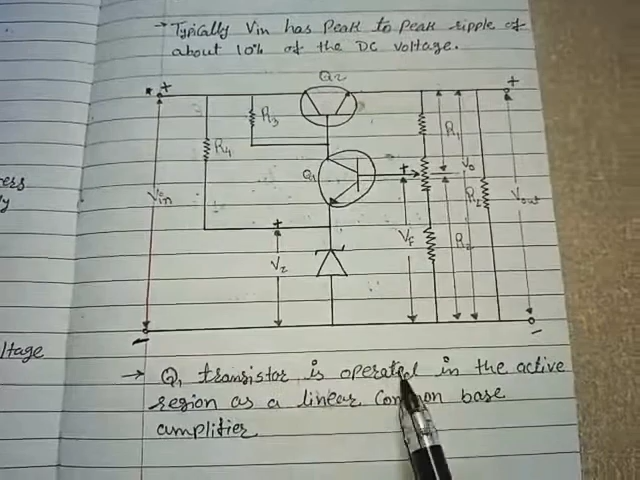 → Typically Vin has Peak to Peak ripple of
about 10% of the DC voltage.
Q2
+
+
R3
R1
R4
ers
Q1
+
Vo
y
Vin
RL
Vout
+
VF
R2
Vz
-
-
ltage
→ Q1 transistor is operated in the active
region as a linear Common base
amplifier